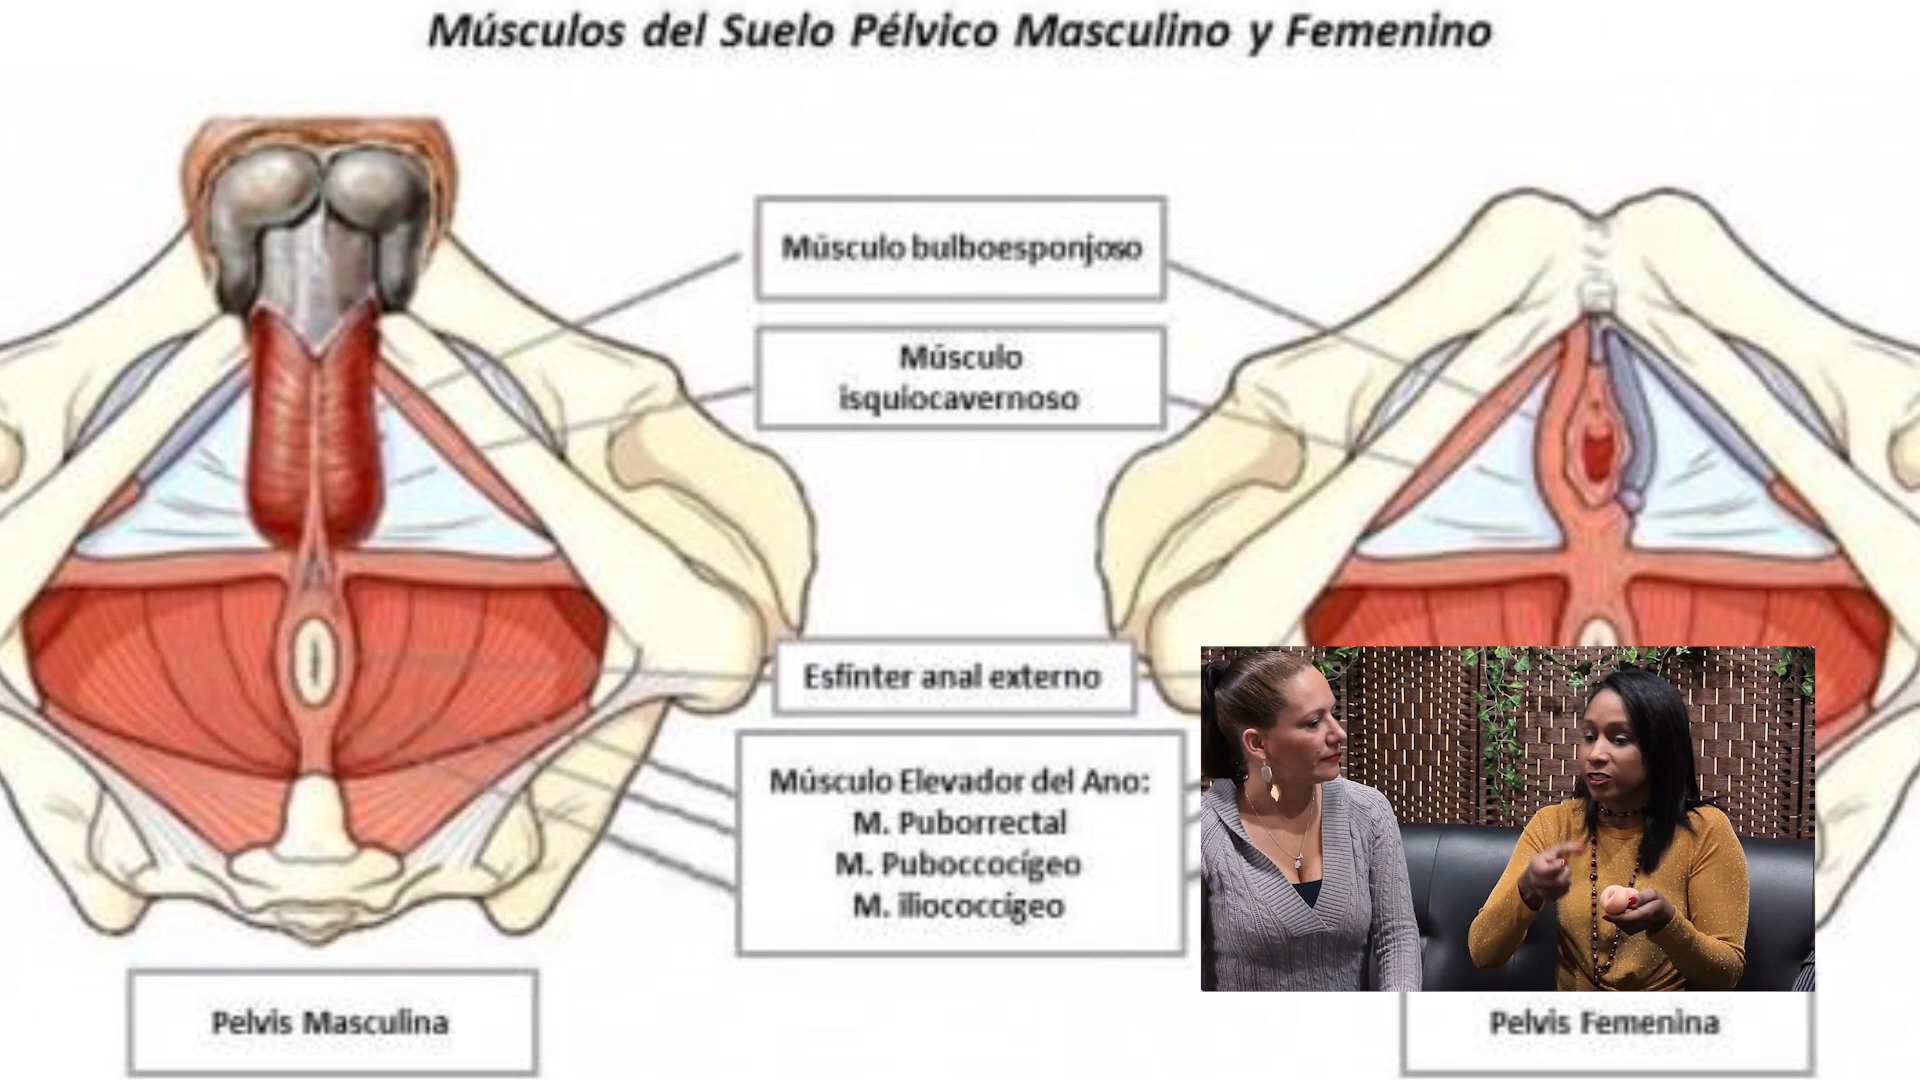 Músculos del Suelo Pélvico Masculino y Femenino
Músculo bulboesponjoso
Músculo
isquiocavernoso
Esfínter anal externo
Músculo Elevador del Ano:
M. Puborrectal
M. Puboccocígeo
M. iliococcígeo
Pelvis Masculina
Pelvis Femenina